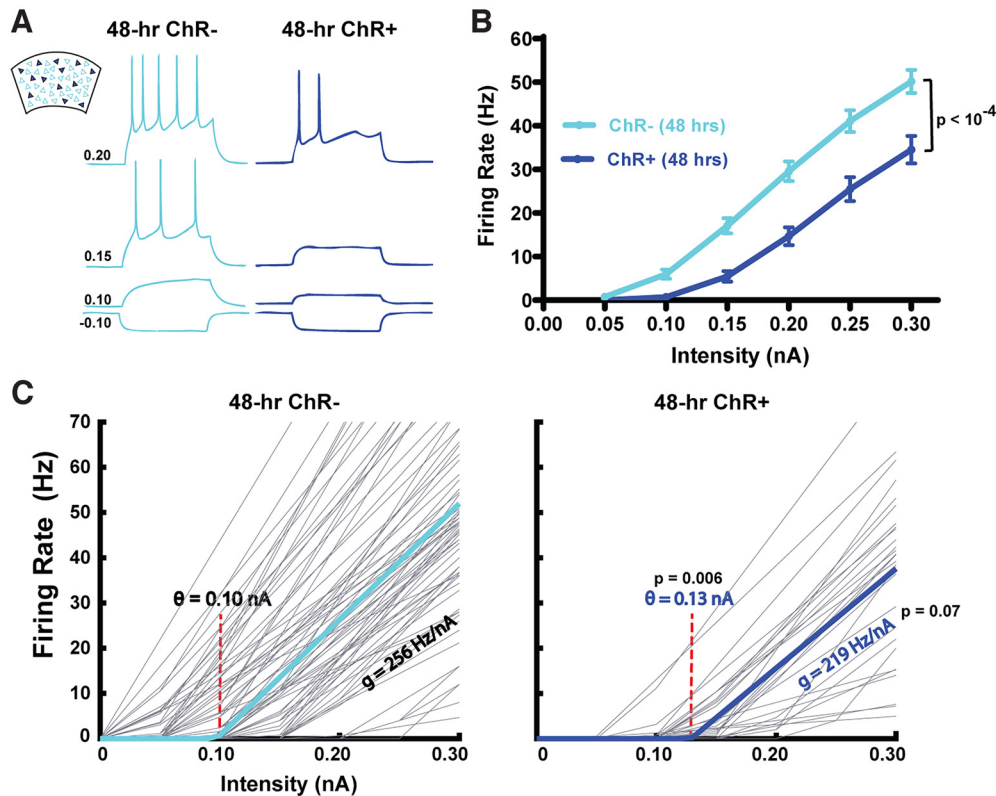 A
48-hr ChR-
48-hr ChR+
0.20
0.15
0.10
-0.10
B
60
50
40
30
20
10
0
Firing Rate (Hz)
ChR- (48 hrs)
ChR+ (48 hrs)
p < 10-4
0.00 0.05 0.10 0.15 0.20 0.25 0.30
Intensity (nA)
C
48-hr ChR-
70
60
50
40
30
20
10
0
Firing Rate (Hz)
θ = 0.10 nA
g = 256 Hz/nA
0.10 0.20 0.30
Intensity (nA)
48-hr ChR+
p = 0.006
θ = 0.13 nA
p = 0.07
g = 219 Hz/nA
0 0.10 0.20 0.30